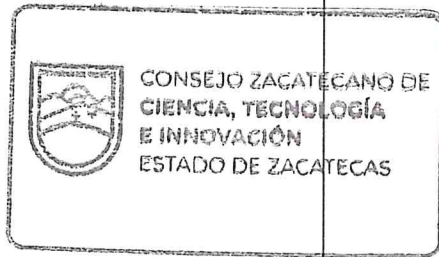 CONSEJO ZACATECANO DE
CIENCIA, TECNOLOGÍA
E INNOVACIÓN
ESTADO DE ZACATECAS